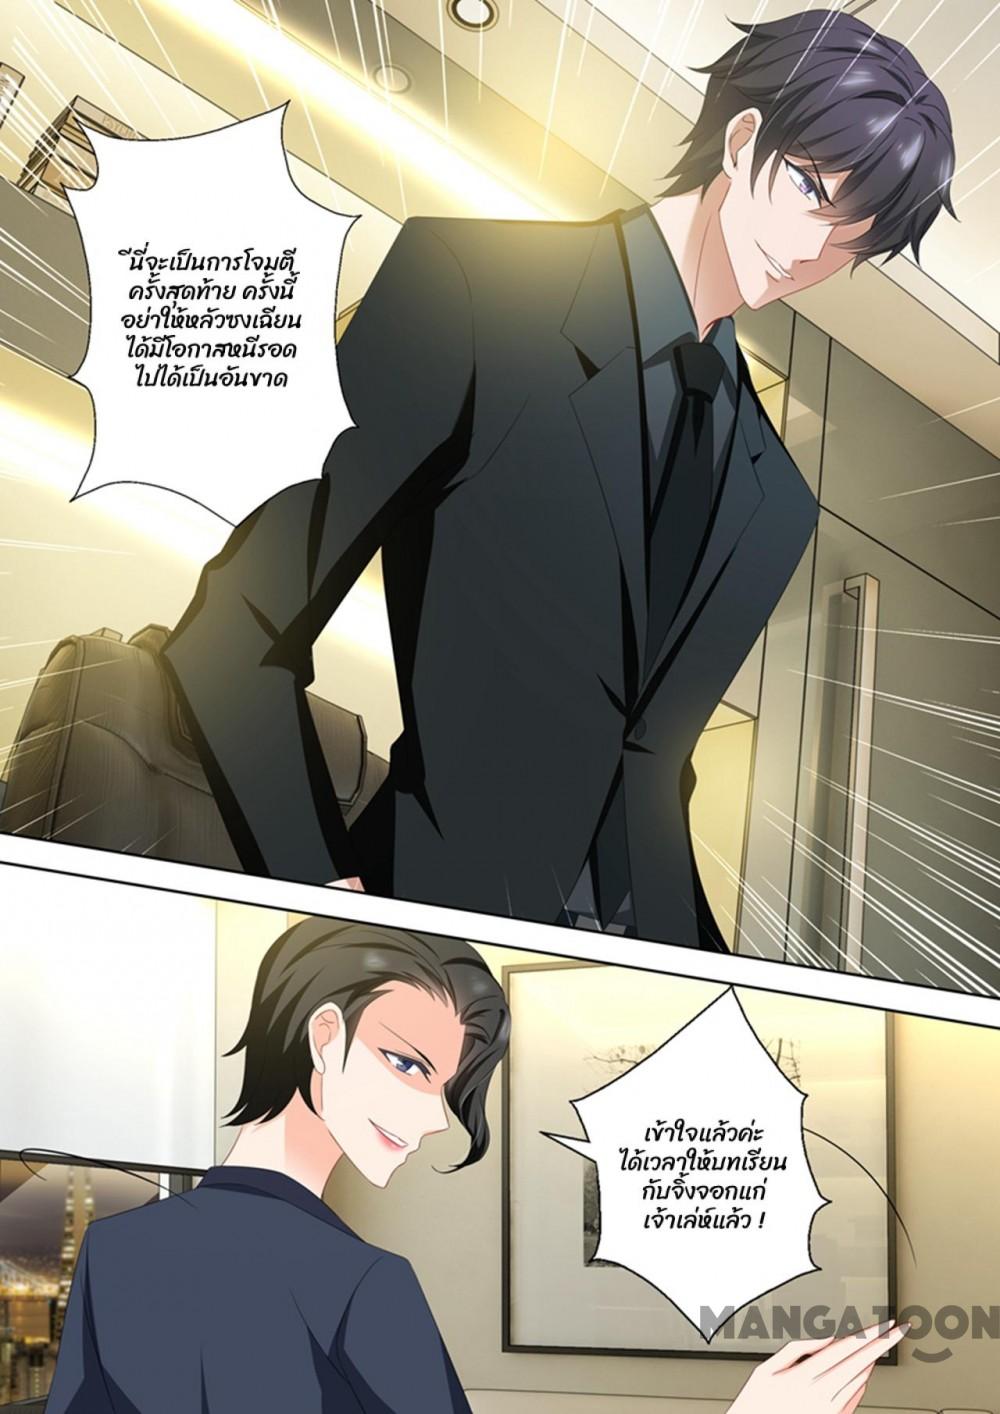 ี่นี่จะเป็นการโจมตี
ครั้งสุดท้าย ครั้งนี้
อย่าให้หลัวซงเฉียน
ได้มีโอกาสหนีรอด
ไปได้เป็นอันขาด
เข้าใจแล้วค่ะ
ได้เวลาให้บทเรียน
กับจิ้งจอกแก่
เจ้าเล่ห์แล้ว !
MANGATOON